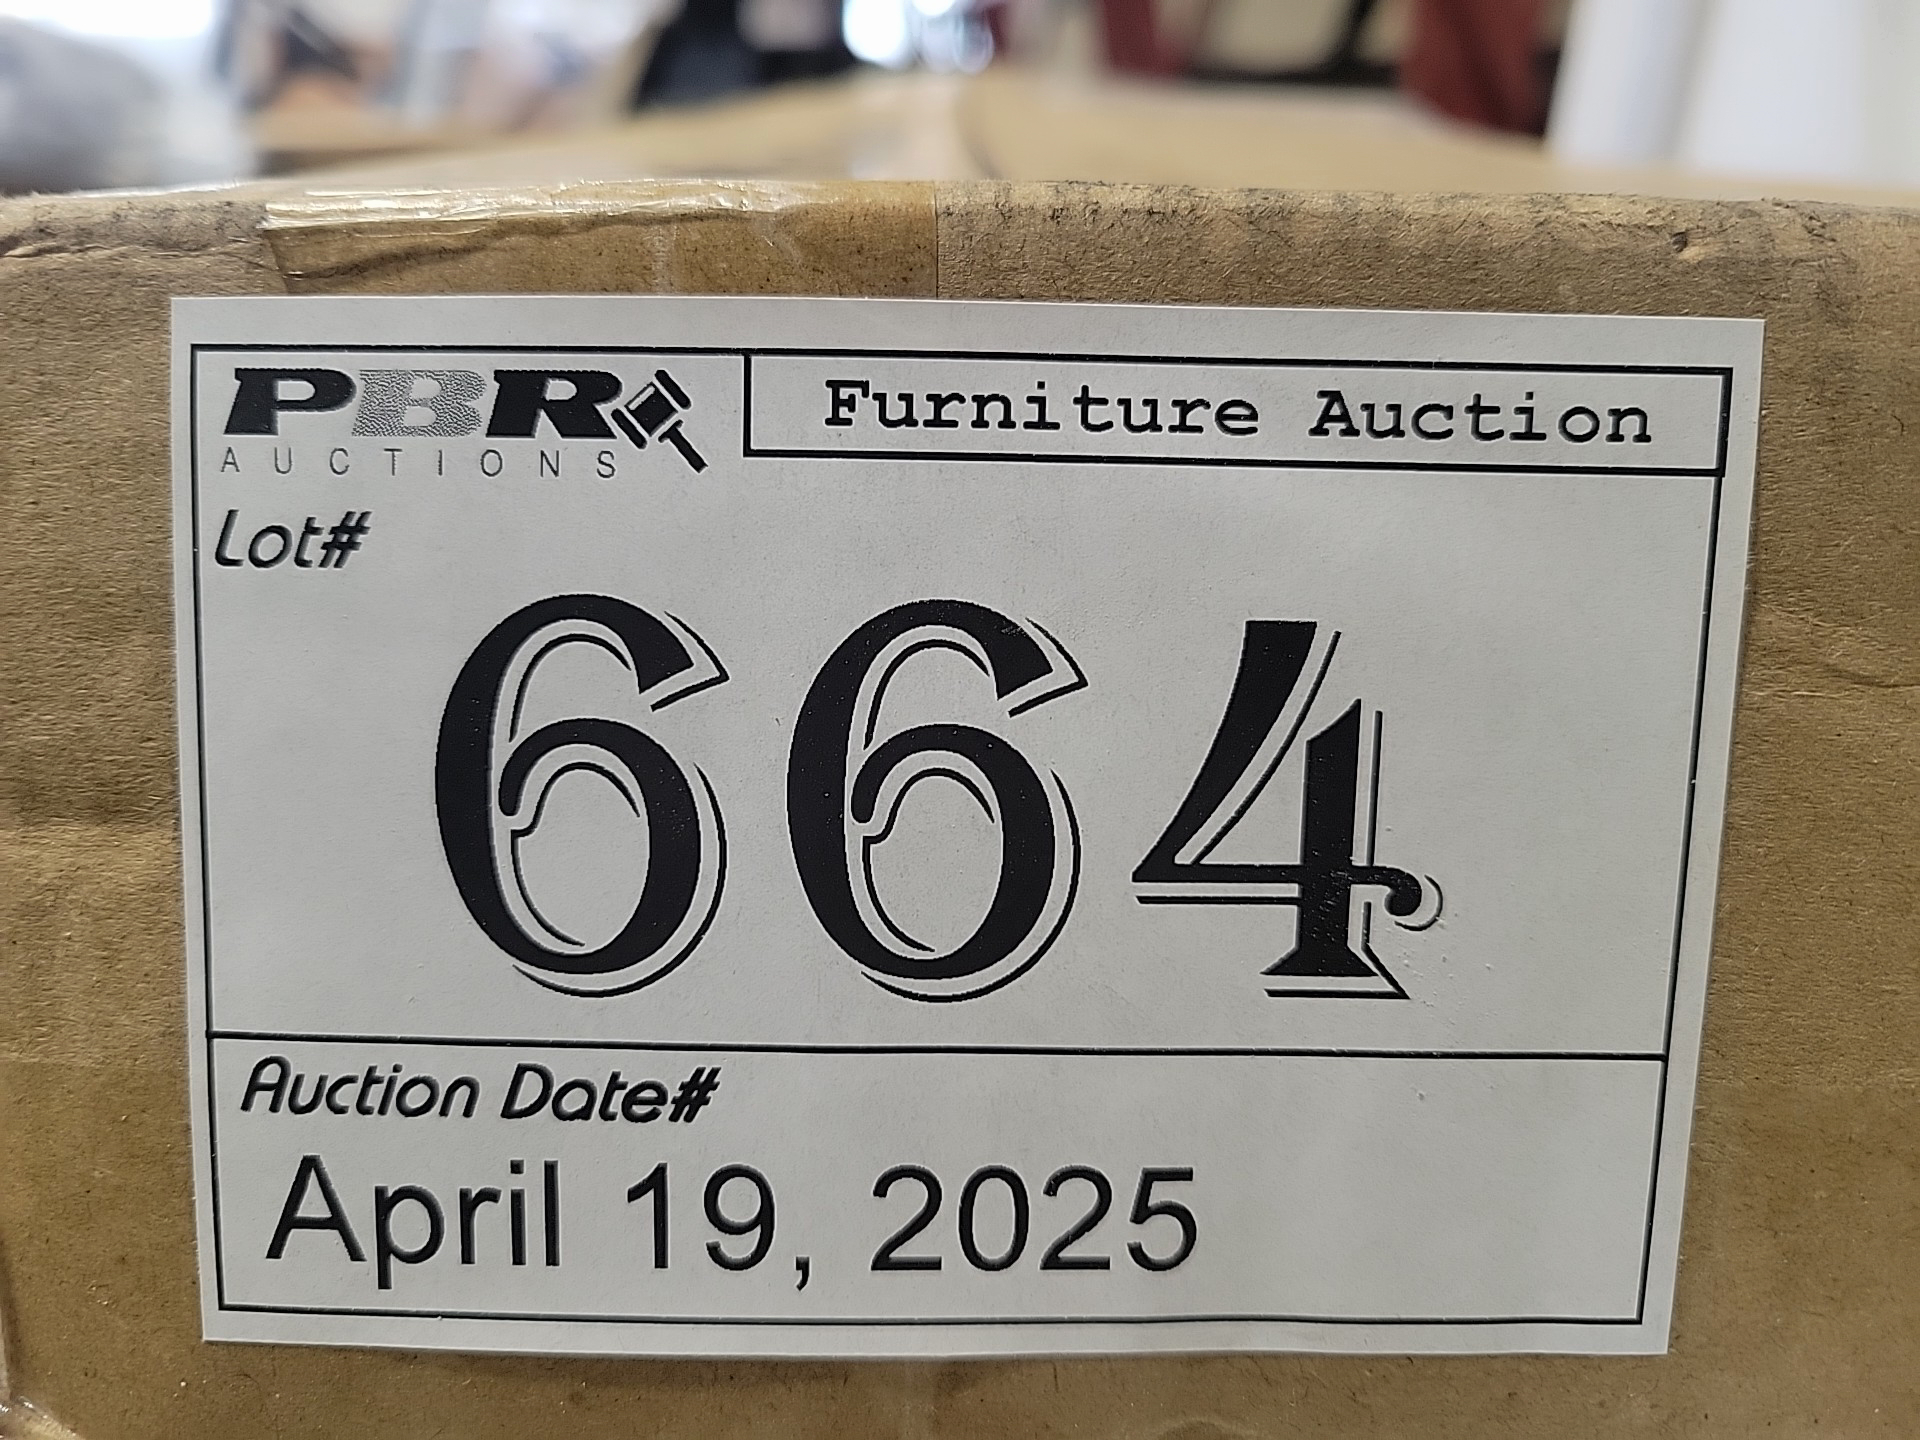 PBR
AUCTIONS
Furniture Auction
Lot#
664
Auction Date#
April 19, 2025